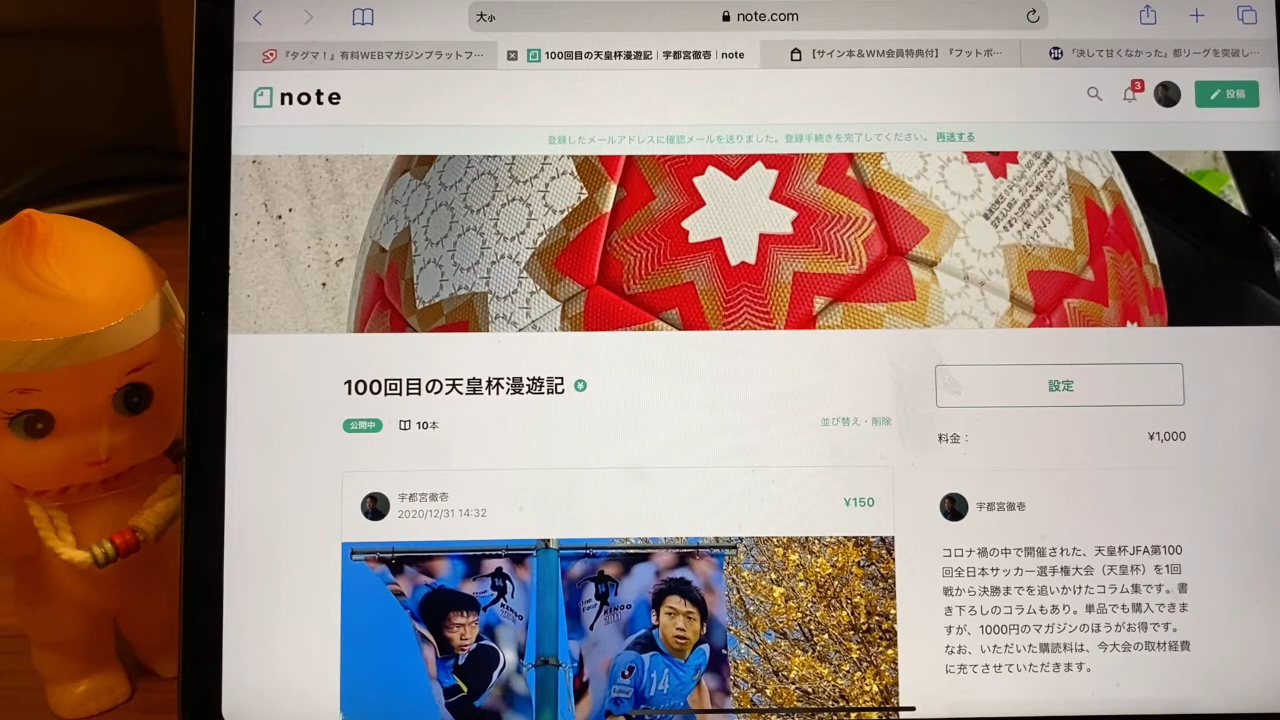 大小
note.com
『タグマ！』有料WEBマガジンプラットフ…
100回目の天皇杯漫遊記｜宇都宮徹壱｜note
【サイン本&WM会員特典付】『フットボ…
「決して甘くなかった」都リーグを突破し…
note
3
投稿
登録したメールアドレスに確認メールを送りました。登録手続きを完了してください。 再送する
100回目の天皇杯漫遊記
¥
設定
公開中
10本
並び替え・削除
料金：
¥1,000
宇都宮徹壱
2020/12/31 14:32
¥150
宇都宮徹壱
コロナ禍の中で開催された、天皇杯JFA第100
回全日本サッカー選手権大会（天皇杯）を1回
戦から決勝までを追いかけたコラム集です。書
き下ろしのコラムもあり。単品でも購入できま
すが、1000円のマガジンのほうがお得です。
なお、いただいた購読料は、今大会の取材経費
に充てさせていただきます。
One
Four
KENGO
One
Four
KENGO
14